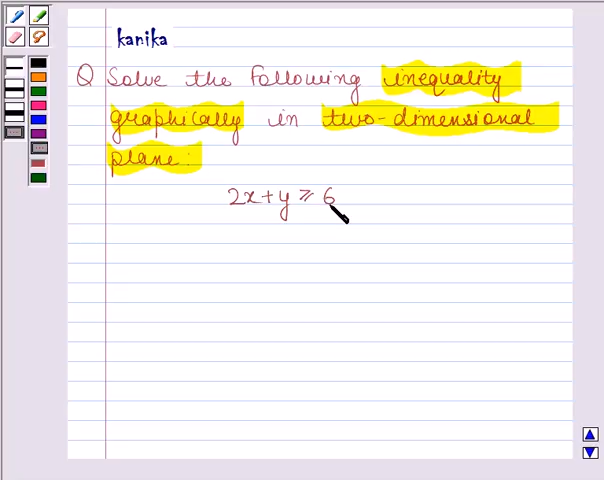 kanika
Q Solve the following inequality
graphically in two-dimensional
plane:
2x+y ≥ 6